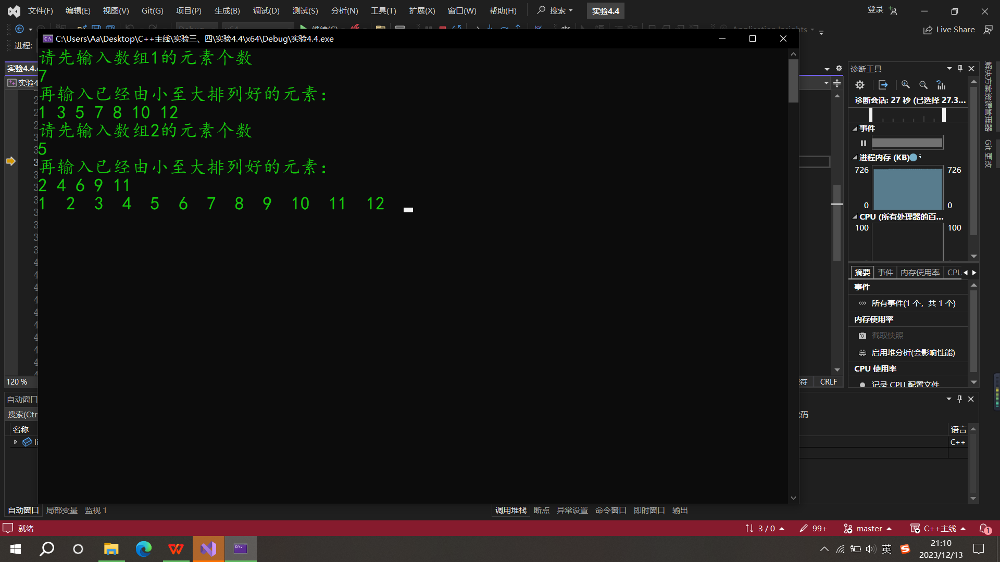 文件(F) 编辑(E) 视图(V) Git(G) 项目(P) 生成(B) 调试(D) 测试(S) 分析(N) 工具(T) 扩展(X) 窗口(W) 帮助(H) 搜索 实验4.4 登录
Live Share
进程:
C:\Users\Aa\Desktop\C++主线\实验三、四\实验4.4\x64\Debug\实验4.4.exe
请先输入数组1的元素个数
7
再输入已经由小至大排列好的元素:
1 3 5 7 8 10 12
请先输入数组2的元素个数
5
再输入已经由小至大排列好的元素:
2 4 6 9 11
1 2 3 4 5 6 7 8 9 10 11 12
诊断工具
诊断会话: 27 秒 (已选择 27.3...
事件
进程内存 (KB)
726 726
0 0
CPU (所有处理器的百...
100 100
摘要 事件 内存使用率 CPU
事件
所有事件(1 个，共 1 个)
内存使用率
截取快照
启用堆分析(会影响性能)
CPU 使用率
记录 CPU 配置文件
解决方案资源管理器
Git 更改
120 %
符 CRLF
自动窗口
搜索(Ctr
名称
语言
C++
自动窗口 局部变量 监视 1
调用堆栈 断点 异常设置 命令窗口 即时窗口 输出
就绪
3 / 0 99+ master C++主线 1
英
21:10
2023/12/13